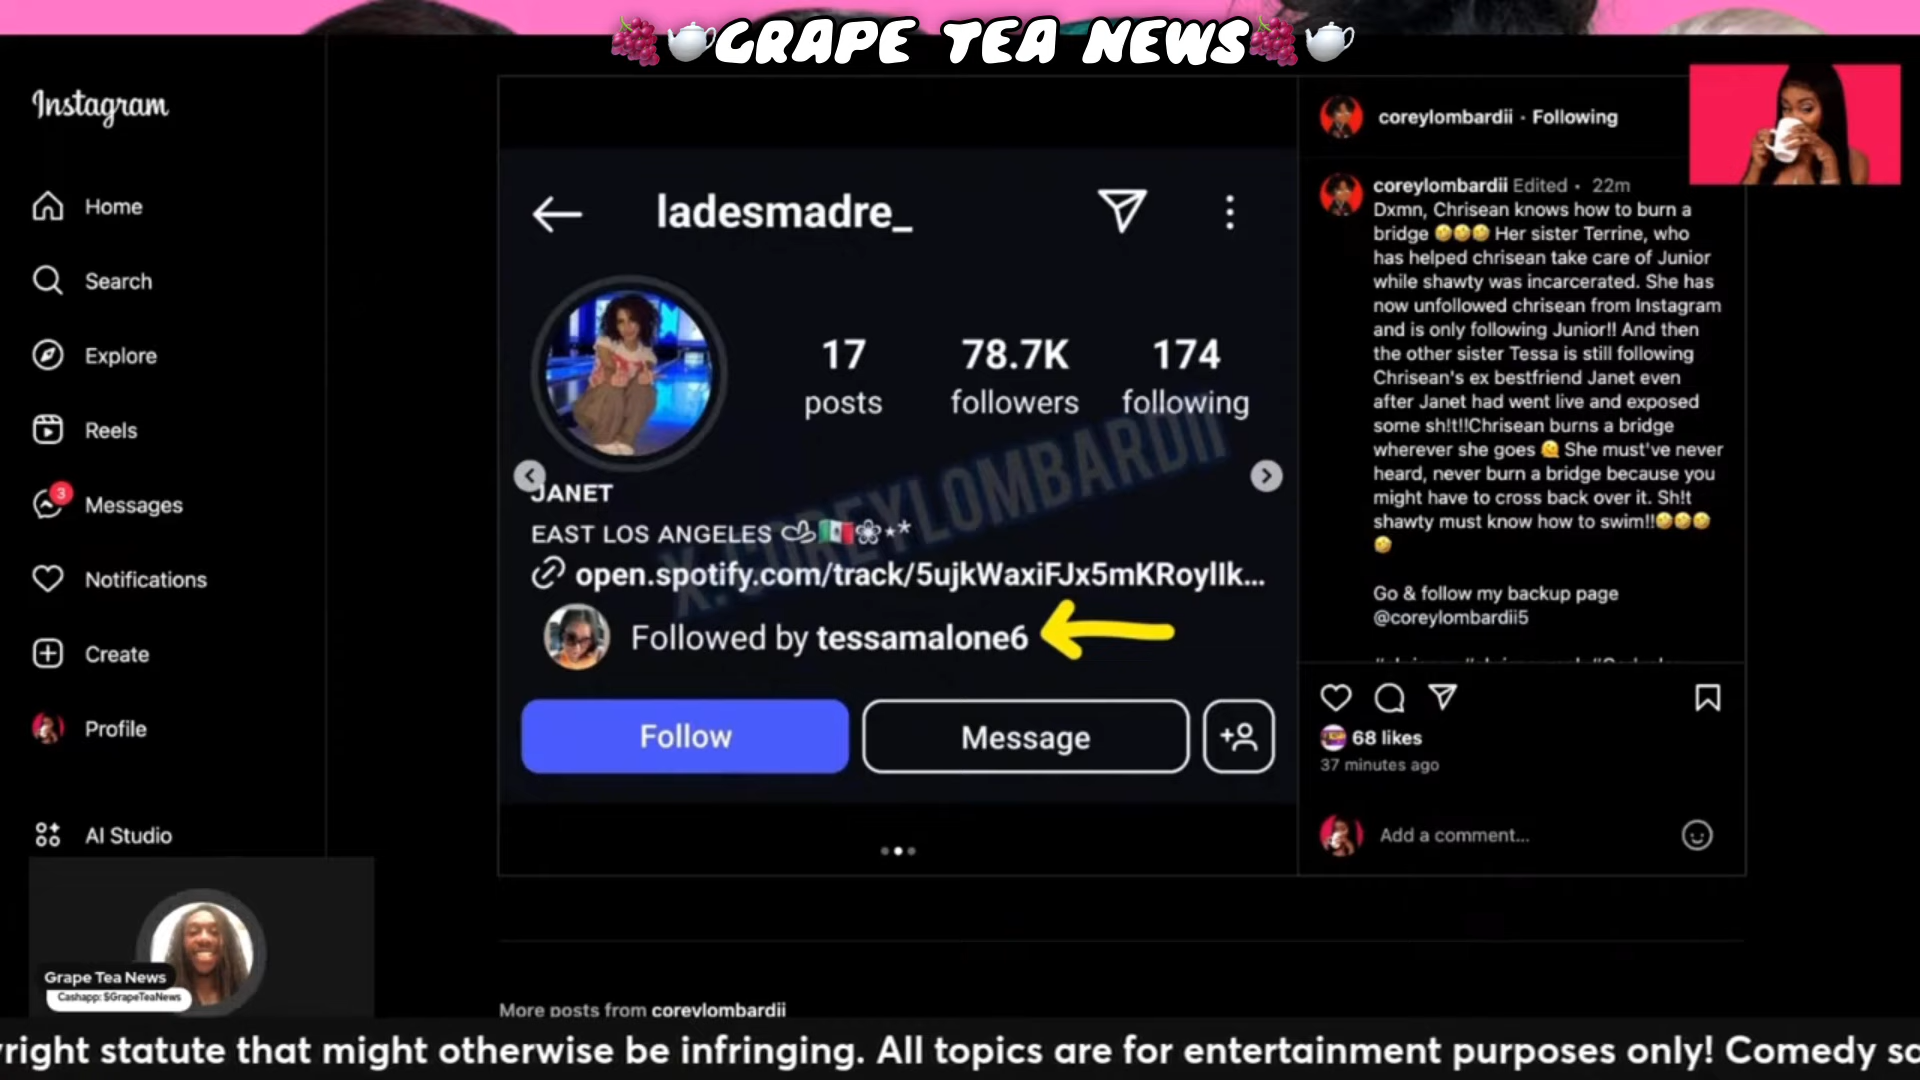 🍇🫖GRAPE TEA NEWS🍇🫖
Instagram
Home
Search
Explore
Reels
3
Messages
Notifications
Create
Profile
AI Studio
ladesmadre_
17
posts
78.7K
followers
174
following
JANET
EAST LOS ANGELES 🇲🇽❀⋆*
open.spotify.com/track/5ujkWaxiFJx5mKRoyllk...
Followed by tessamalone6
Follow
Message
X:COREYLOMBARDII
coreylombardii • Following
coreylombardii Edited • 22m
Dxmn, Chrisean knows how to burn a
bridge 🤣🤣🤣 Her sister Terrine, who
has helped chrisean take care of Junior
while shawty was incarcerated. She has
now unfollowed chrisean from Instagram
and is only following Junior!! And then
the other sister Tessa is still following
Chrisean's ex bestfriend Janet even
after Janet had went live and exposed
some sh!t!!Chrisean burns a bridge
wherever she goes 🫠 She must've never
heard, never burn a bridge because you
might have to cross back over it. Sh!t
shawty must know how to swim!!🤣🤣🤣
🤣
Go & follow my backup page
@coreylombardii5
68 likes
37 minutes ago
Add a comment...
Grape Tea News
Cashapp: $GrapeTeaNews
More posts from coreylombardii
yright statute that might otherwise be infringing. All topics are for entertainment purposes only! Comedy sa